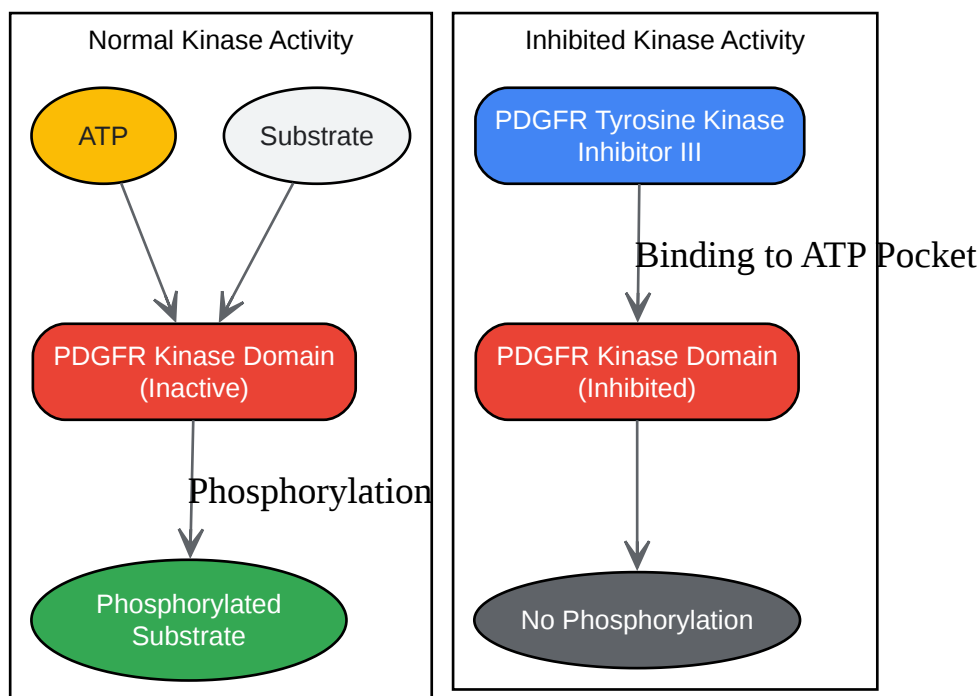 Normal Kinase Activity
ATP
Substrate
PDGFR Kinase Domain
(Inactive)
Phosphorylation
Phosphorylated
Substrate
Inhibited Kinase Activity
PDGFR Tyrosine Kinase
Inhibitor III
Binding to ATP Pocket
PDGFR Kinase Domain
(Inhibited)
No Phosphorylation